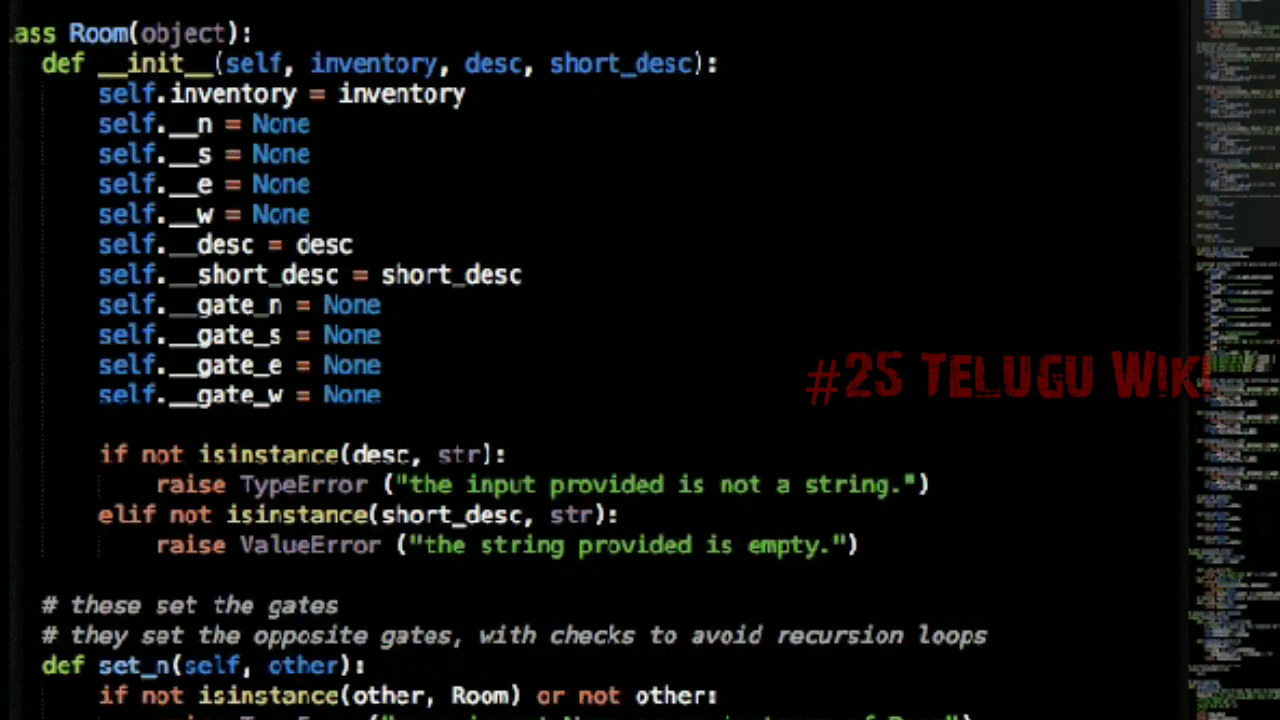 ass Room(object):
def __init__(self, inventory, desc, short_desc):
self.inventory = inventory
self.__n = None
self.__s = None
self.__e = None
self.__w = None
self.__desc = desc
self.__short_desc = short_desc
self.__gate_n = None
self.__gate_s = None
self.__gate_e = None
self.__gate_w = None
#25 TELUGU WIKI
if not isinstance(desc, str):
raise TypeError ("the input provided is not a string.")
elif not isinstance(short_desc, str):
raise ValueError ("the string provided is empty.")
# these set the gates
# they set the opposite gates, with checks to avoid recursion loops
def set_n(self, other):
if not isinstance(other, Room) or not other: